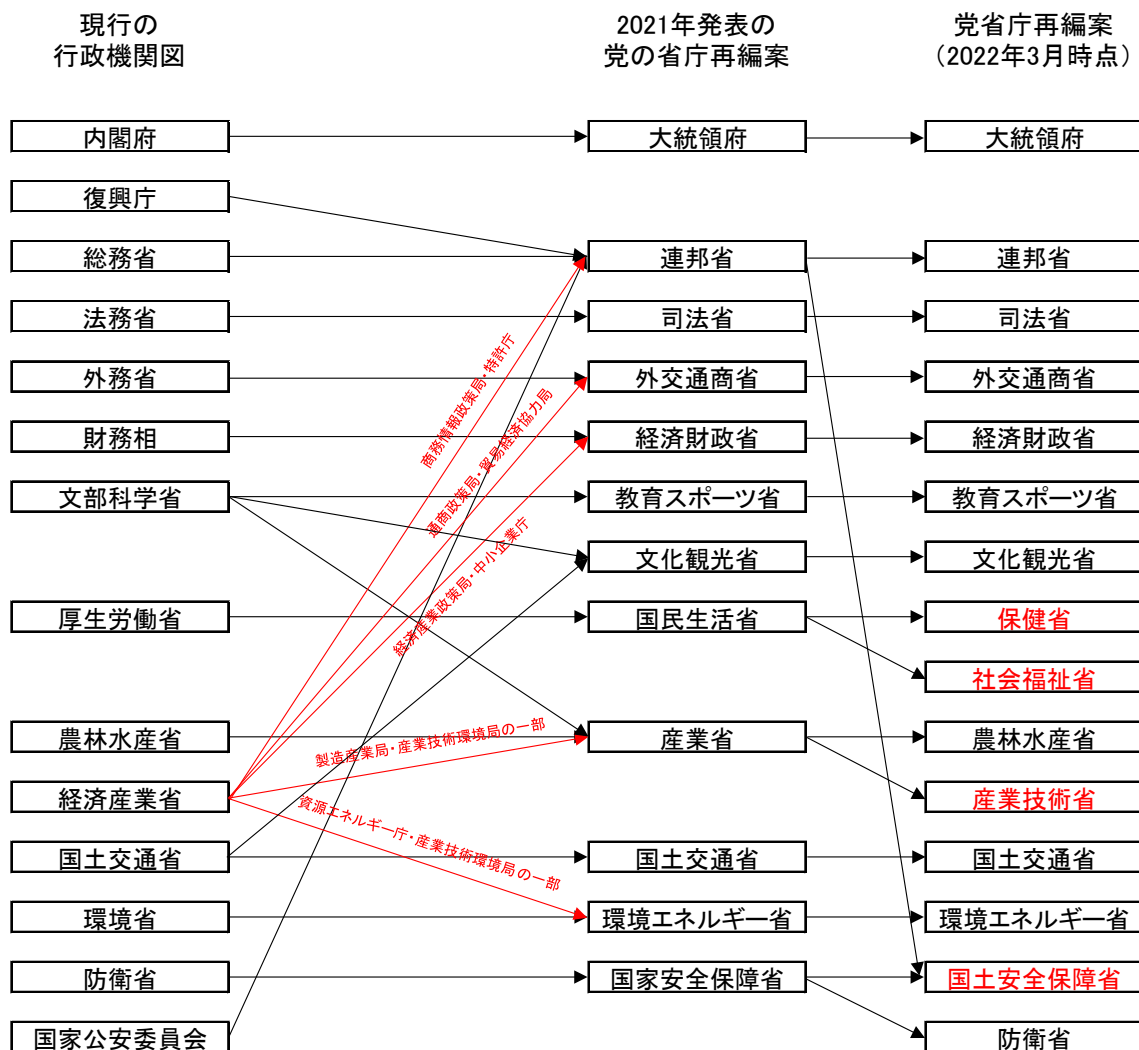 現行の
行政機関図
2021年発表の
党の省庁再編案
党省庁再編案
（2022年3月時点）
内閣府
大統領府
大統領府
復興庁
総務省
連邦省
連邦省
法務省
司法省
司法省
外務省
外交通商省
外交通商省
財務相
経済財政省
経済財政省
文部科学省
教育スポーツ省
教育スポーツ省
文化観光省
文化観光省
厚生労働省
国民生活省
保健省
社会福祉省
農林水産省
産業省
農林水産省
経済産業省
産業技術省
国土交通省
国土交通省
国土交通省
環境省
環境エネルギー省
環境エネルギー省
防衛省
国家安全保障省
国土安全保障省
国家公安委員会
防衛省
商務情報政策局・特許庁
通商政策局・貿易経済協力局
経済産業政策局・中小企業庁
製造産業局・産業技術環境局の一部
資源エネルギー庁・産業技術環境局の一部